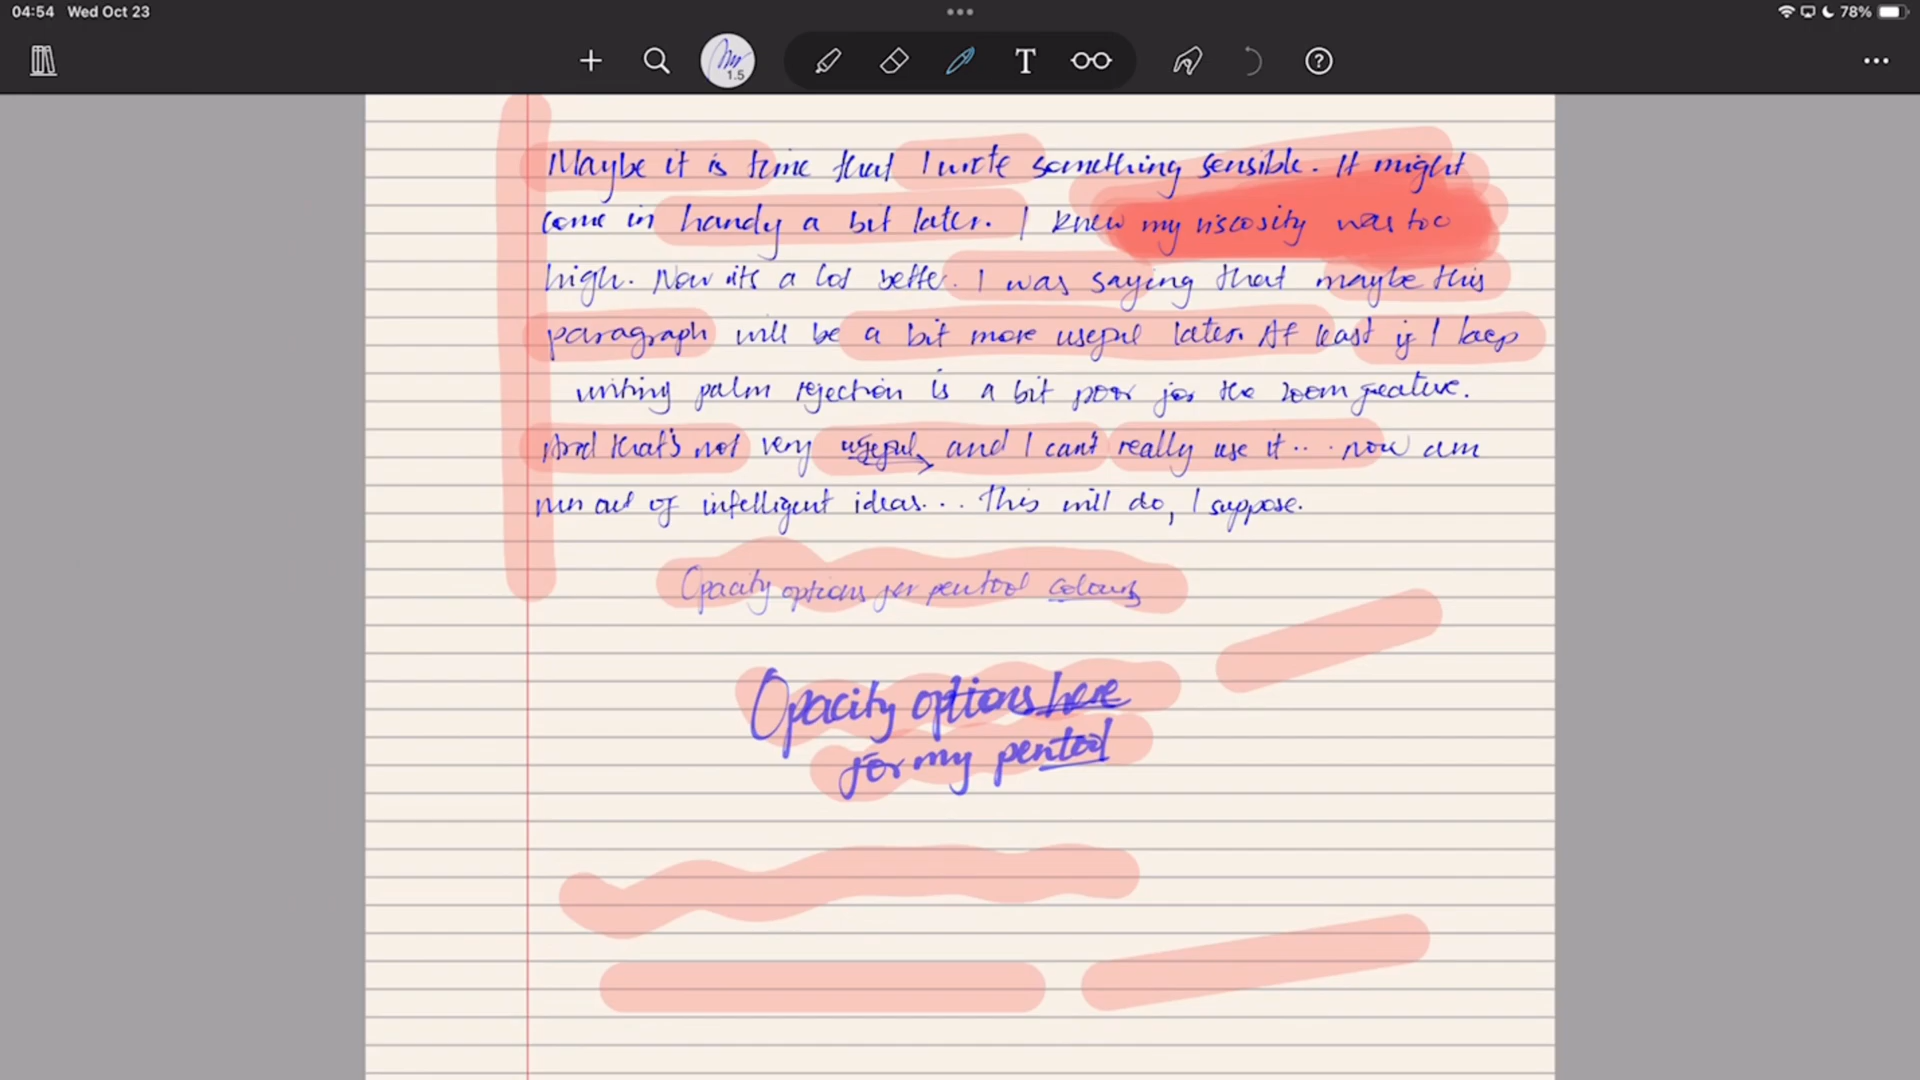 04:54 Wed Oct 23
78%
1.5
T
?
Maybe it is time that I wrote something sensible. It might
come in handy a bit later. I knew my viscosity was too
high. Now its a lot better. I was saying that maybe this
paragraph will be a bit more useful later. At least if I keep
writing palm rejection is a bit poor for the zoom feature.
And that's not very useful, and I can't really use it... now am
run out of intelligent ideas... This will do, I suppose.
Opacity options for pentool colours
Opacity options here
for my pentool